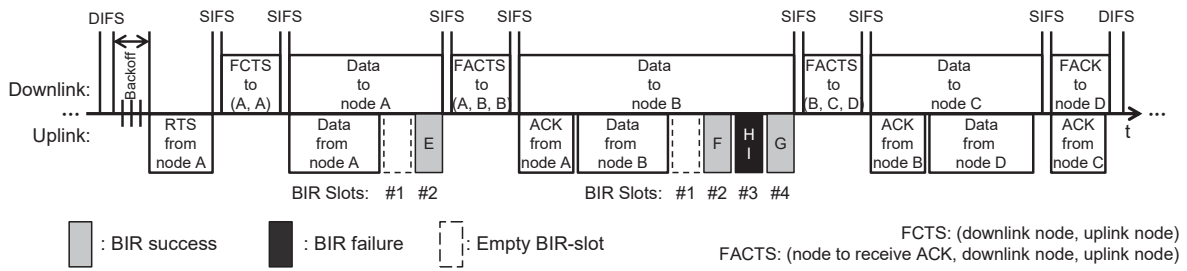 DIFS SIFS SIFS SIFS SIFS SIFS SIFS SIFS DIFS
Backoff
Downlink:
FCTS to (A, A)
Data to node A
FACTS to (A, B, B)
Data to node B
FACTS to (B, C, D)
Data to node C
FACK to node D
... t ...
Uplink:
RTS from node A
Data from node A
E
ACK from node A
Data from node B
F
H I
G
ACK from node B
Data from node D
ACK from node C
BIR Slots: #1 #2
BIR Slots: #1 #2 #3 #4
: BIR success
: BIR failure
: Empty BIR-slot
FCTS: (downlink node, uplink node)
FACTS: (node to receive ACK, downlink node, uplink node)